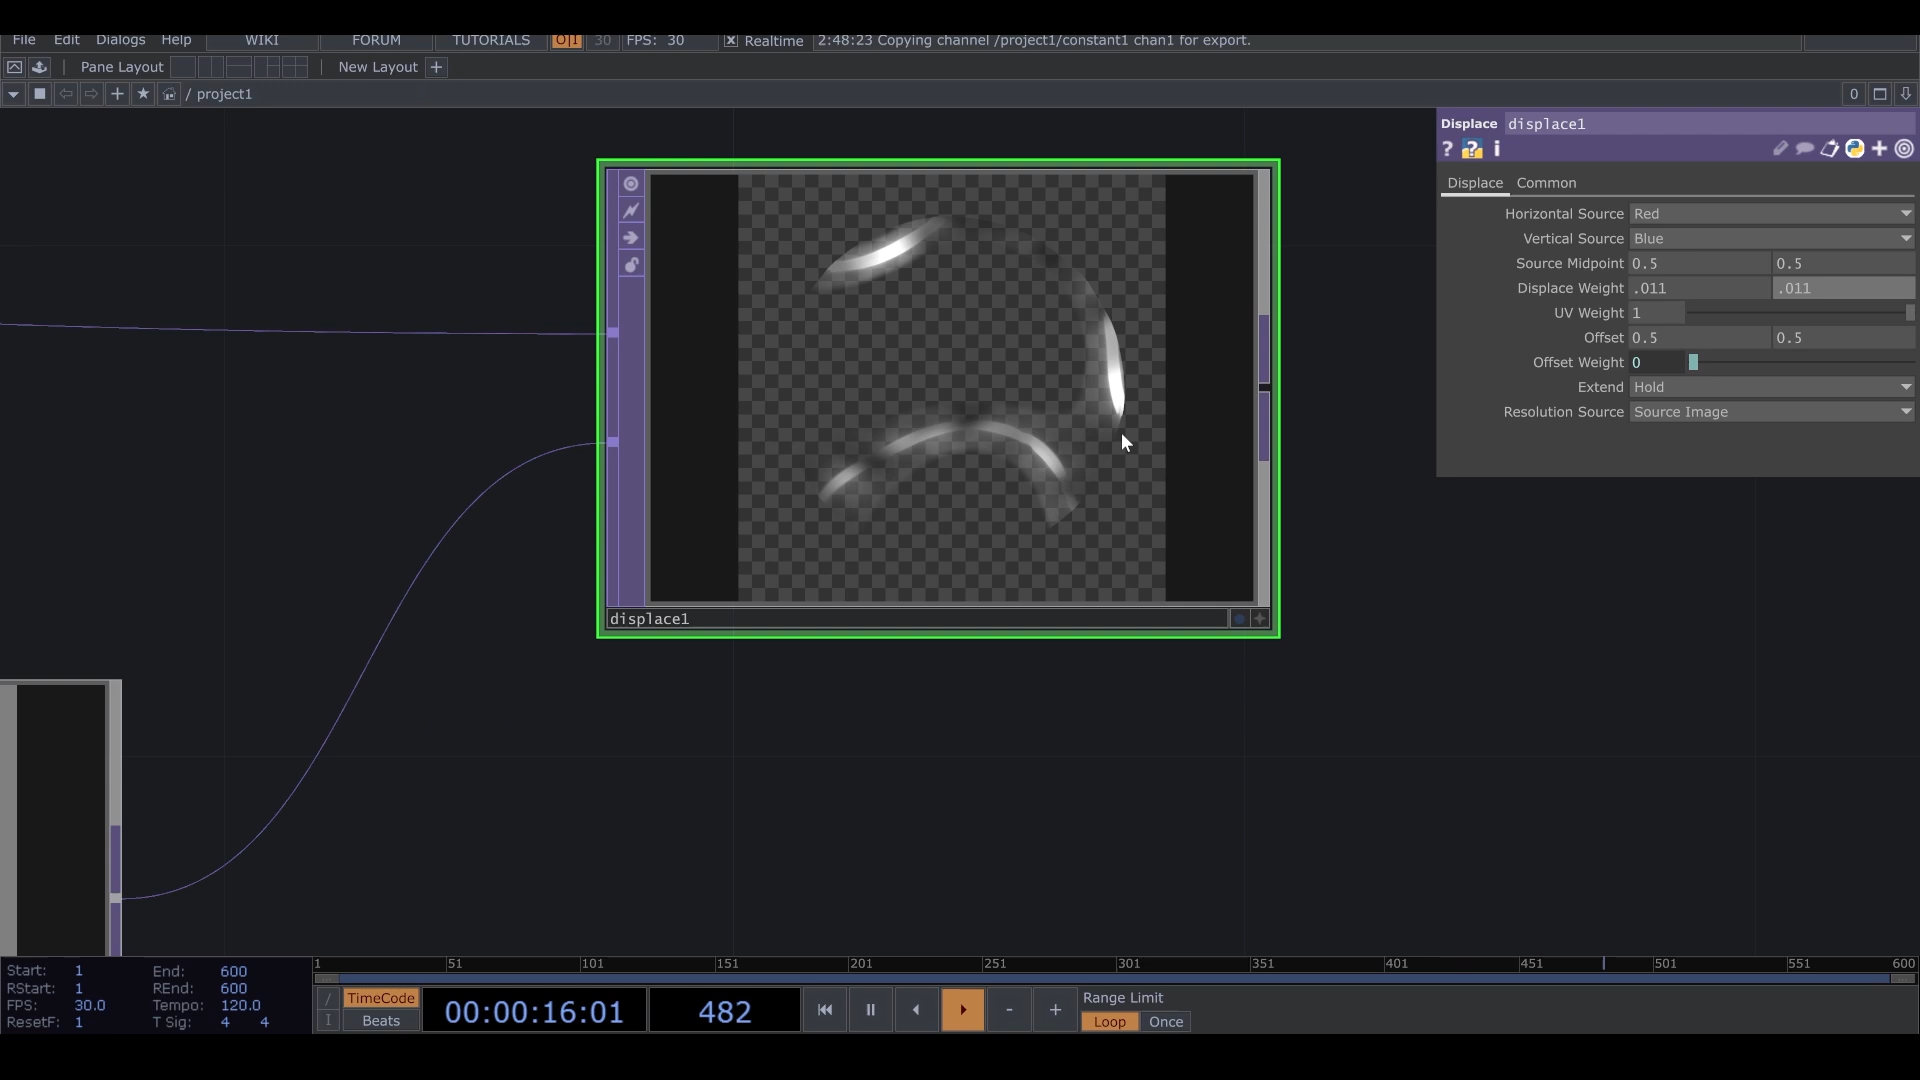 File Edit Dialogs Help WIKI FORUM TUTORIALS O|I 30 FPS: 30 Realtime 2:48:23 Copying channel /project1/constant1 chan1 for export.
Pane Layout New Layout +
/ project1 0
Displace displace1
? ? i
Displace Common
Horizontal Source Red
Vertical Source Blue
Source Midpoint 0.5 0.5
Displace Weight .011 .011
UV Weight 1
Offset 0.5 0.5
Offset Weight 0
Extend Hold
Resolution Source Source Image
displace1
1 51 101 151 201 251 301 351 401 451 501 551 600
Start: 1 End: 600
RStart: 1 REnd: 600
FPS: 30.0 Tempo: 120.0
ResetF: 1 T Sig: 4 4
/ TimeCode
I Beats
00:00:16:01 482 - +
Range Limit
Loop Once